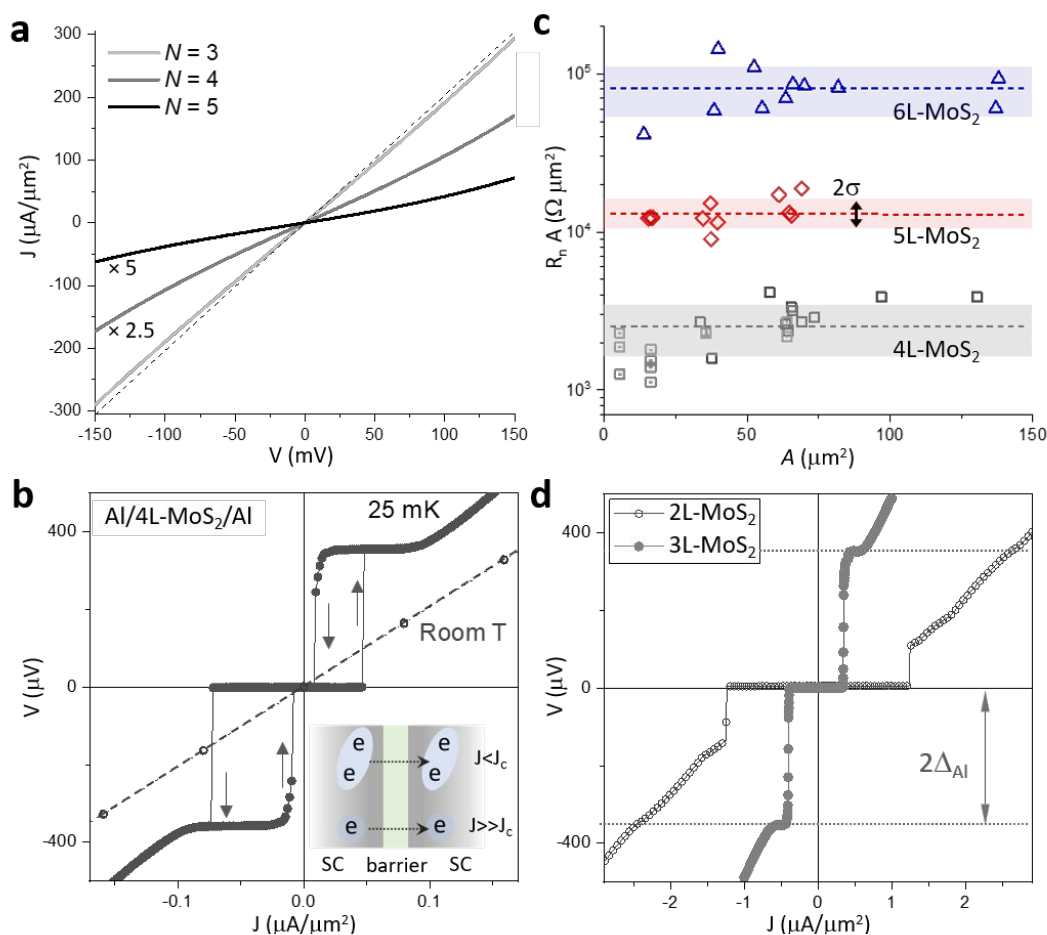 a
300
200
100
0
-100
-200
-300
J (µA/µm²)
N = 3
N = 4
N = 5
× 5
× 2.5
-150
-100
-50
0
50
100
150
V (mV)
c
10⁵
10⁴
10³
RₙA (Ω µm²)
6L-MoS₂
2σ
5L-MoS₂
4L-MoS₂
0
50
100
150
A (µm²)
b
400
0
-400
V (µV)
Al/4L-MoS₂/Al
25 mK
Room T
e
e
e
e
J<J꜀
e
e
J>>J꜀
SC
barrier
SC
-0.1
0.0
0.1
J (µA/µm²)
d
400
0
-400
V (µV)
2L-MoS₂
3L-MoS₂
2Δ_Al
-2
-1
0
1
2
J (µA/µm²)